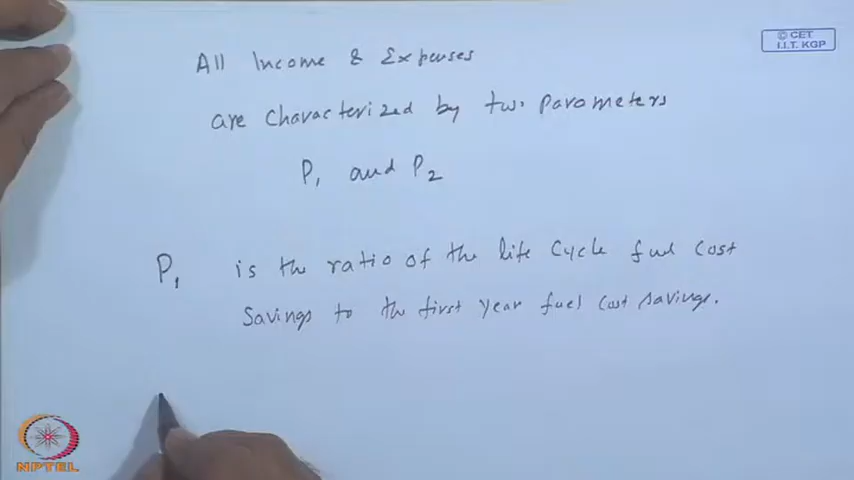 © CET
I.I.T. KGP
All Income & Expenses
are characterized by two parameters
P1 and P2
P1 is the ratio of the life cycle fuel cost
Savings to the first year fuel cost savings.
NPTEL